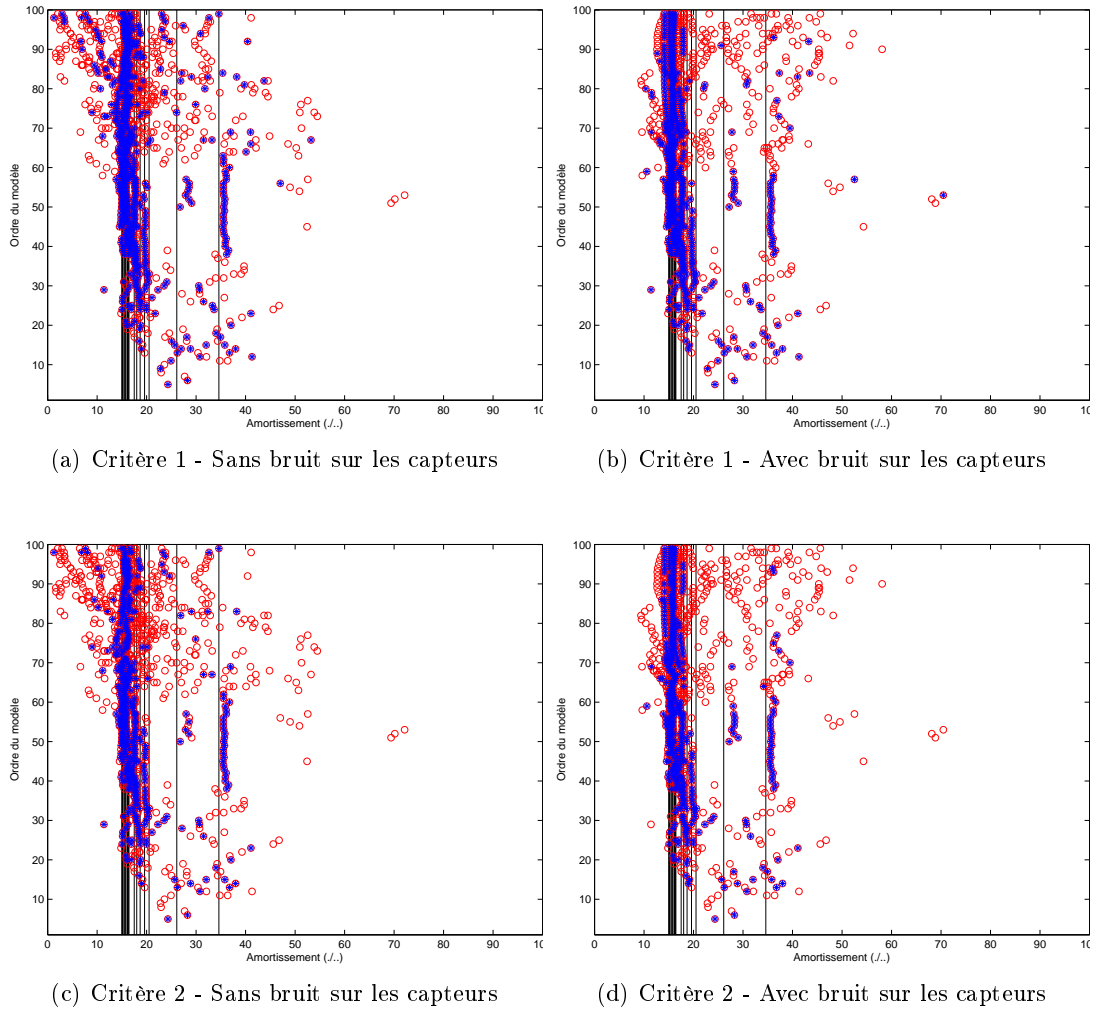 100
90
80
70
60
50
40
30
20
10
Ordre du modèle
0 10 20 30 40 50 60 70 80 90 10
Amortissement (./..)
(a) Critère 1 - Sans bruit sur les capteurs
100
90
80
70
60
50
40
30
20
10
Ordre du modèle
0 10 20 30 40 50 60 70 80 90 100
Amortissement (./..)
(b) Critère 1 - Avec bruit sur les capteurs
100
90
80
70
60
50
40
30
20
10
Ordre du modèle
0 10 20 30 40 50 60 70 80 90 10
Amortissement (./..)
(c) Critère 2 - Sans bruit sur les capteurs
100
90
80
70
60
50
40
30
20
10
Ordre du modèle
0 10 20 30 40 50 60 70 80 90 100
Amortissement (./..)
(d) Critère 2 - Avec bruit sur les capteurs